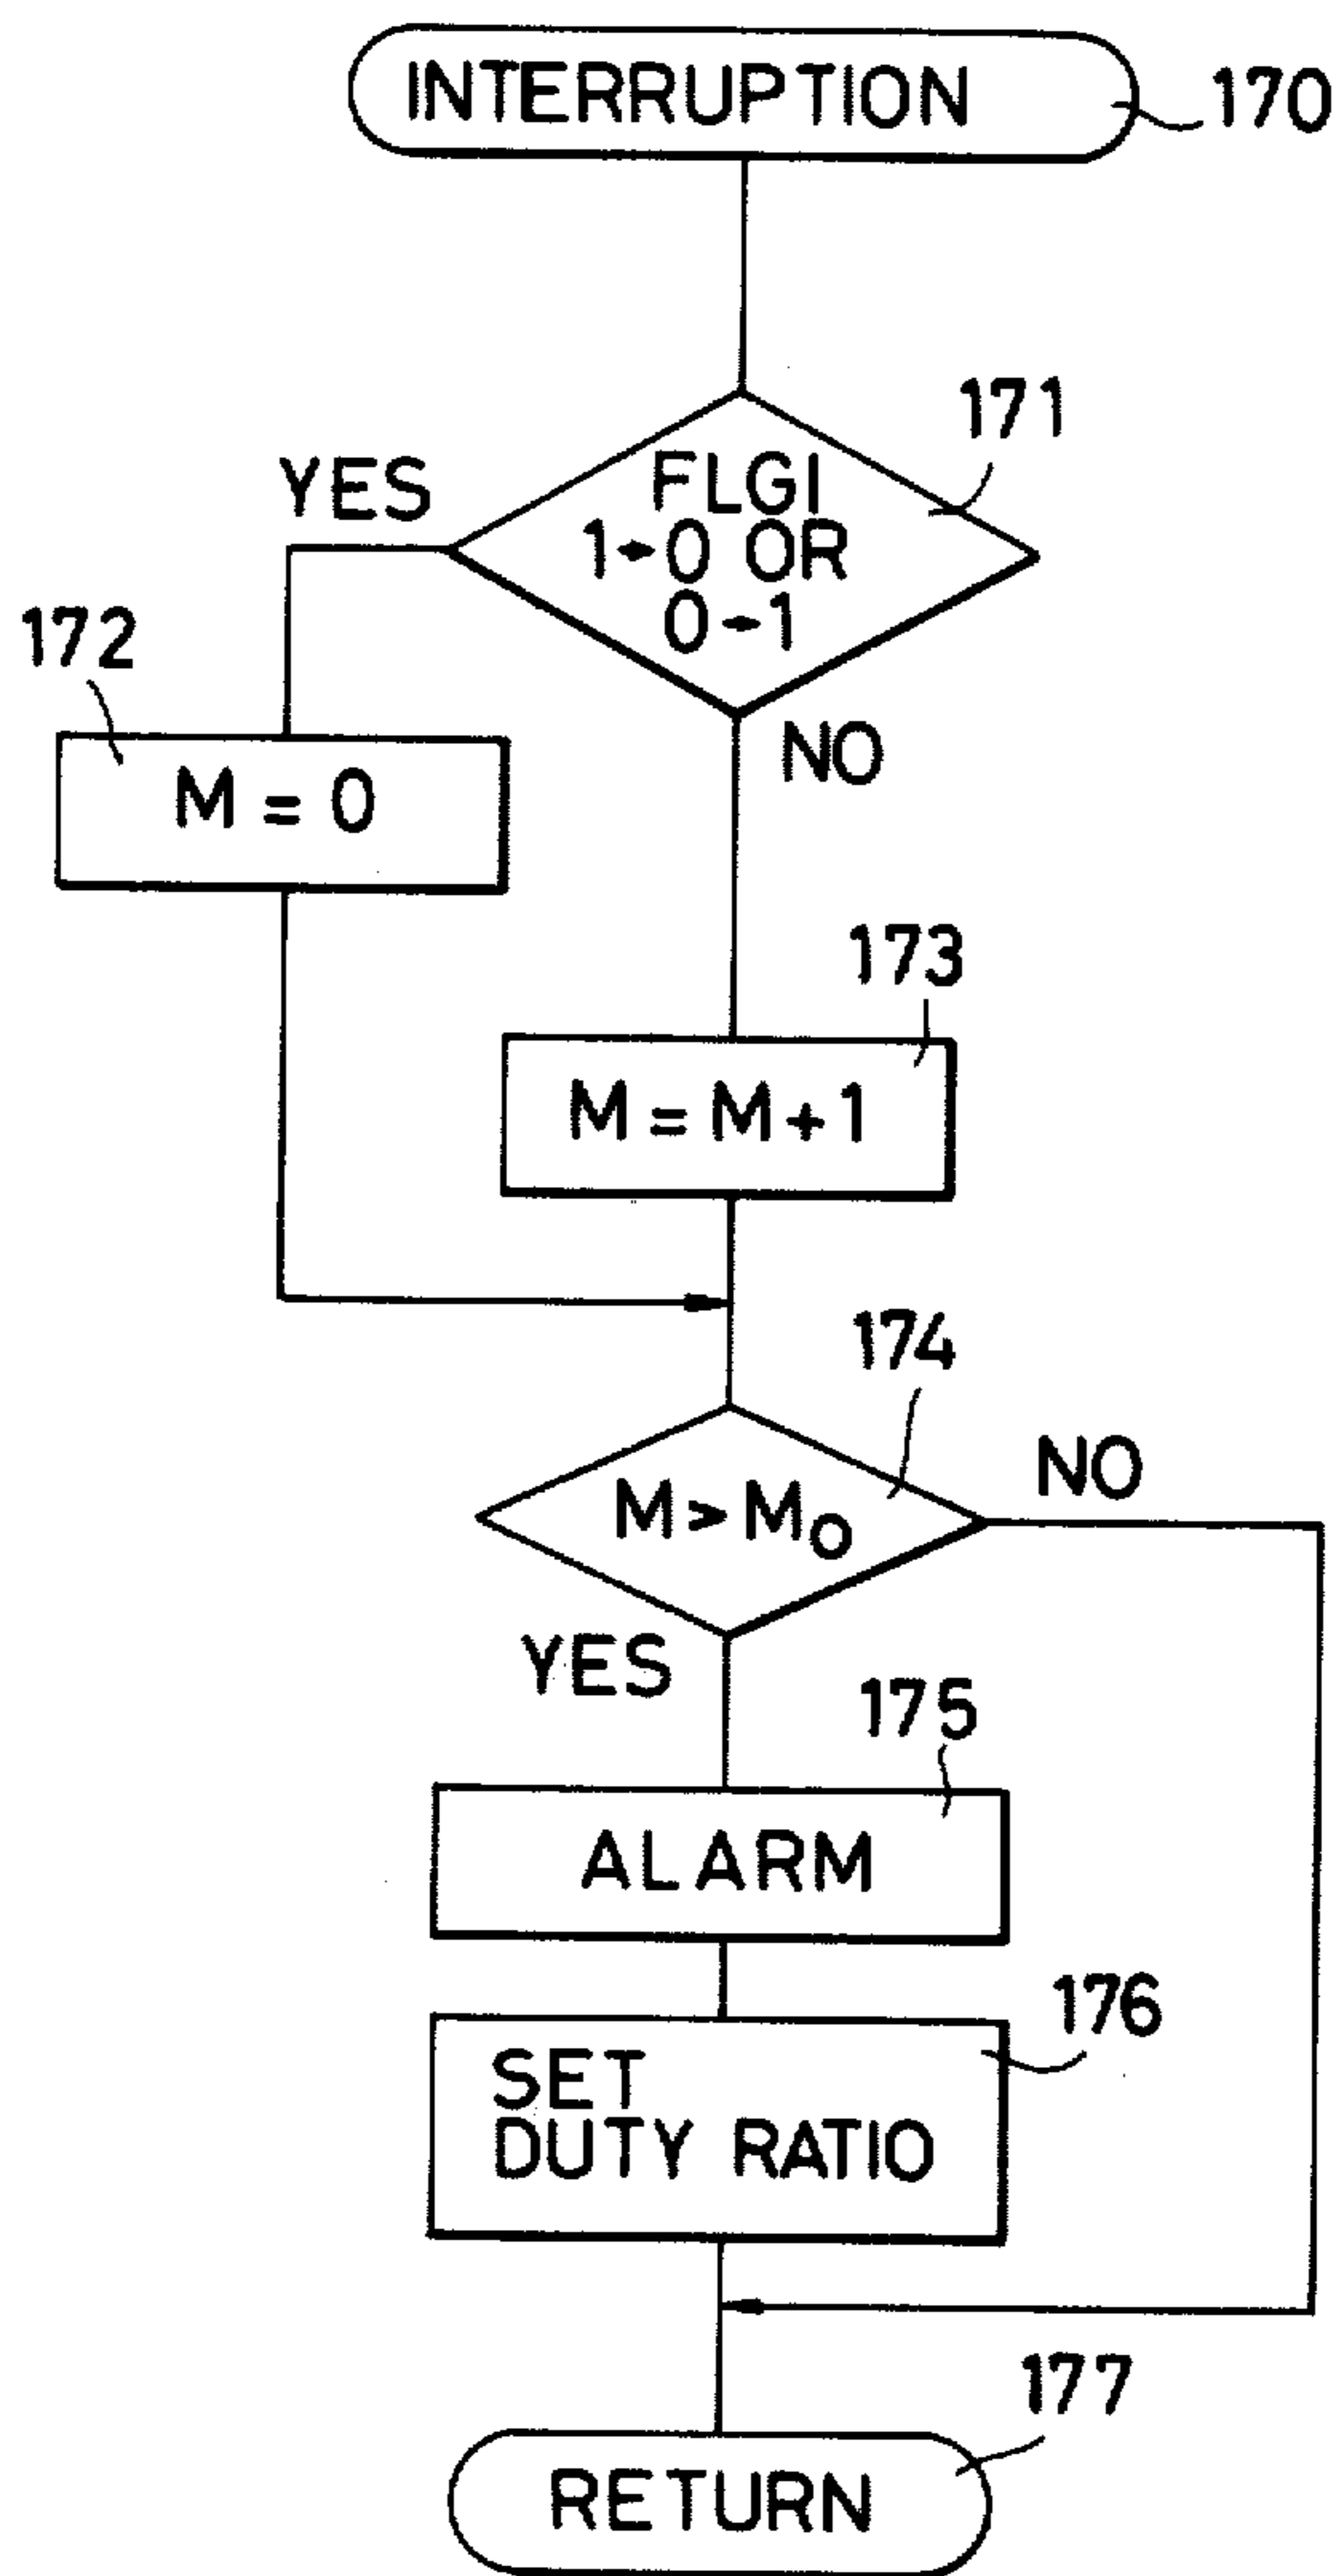 INTERRUPTION
170
171
FLGI
1→0 OR
0→1
YES
NO
172
M = 0
173
M = M + 1
174
M > M₀
NO
YES
175
ALARM
176
SET
DUTY RATIO
177
RETURN